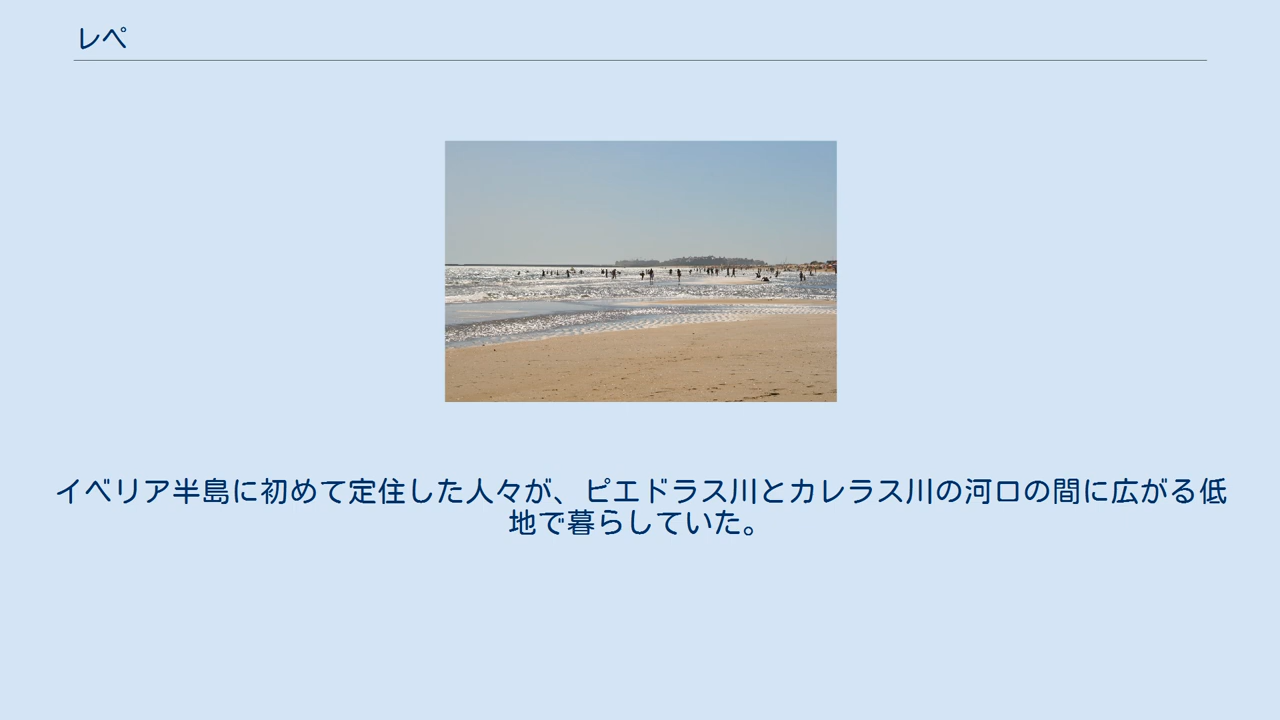 レペ
イベリア半島に初めて定住した人々が、ピエドラス川とカレラス川の河口の間に広がる低
地で暮らしていた。